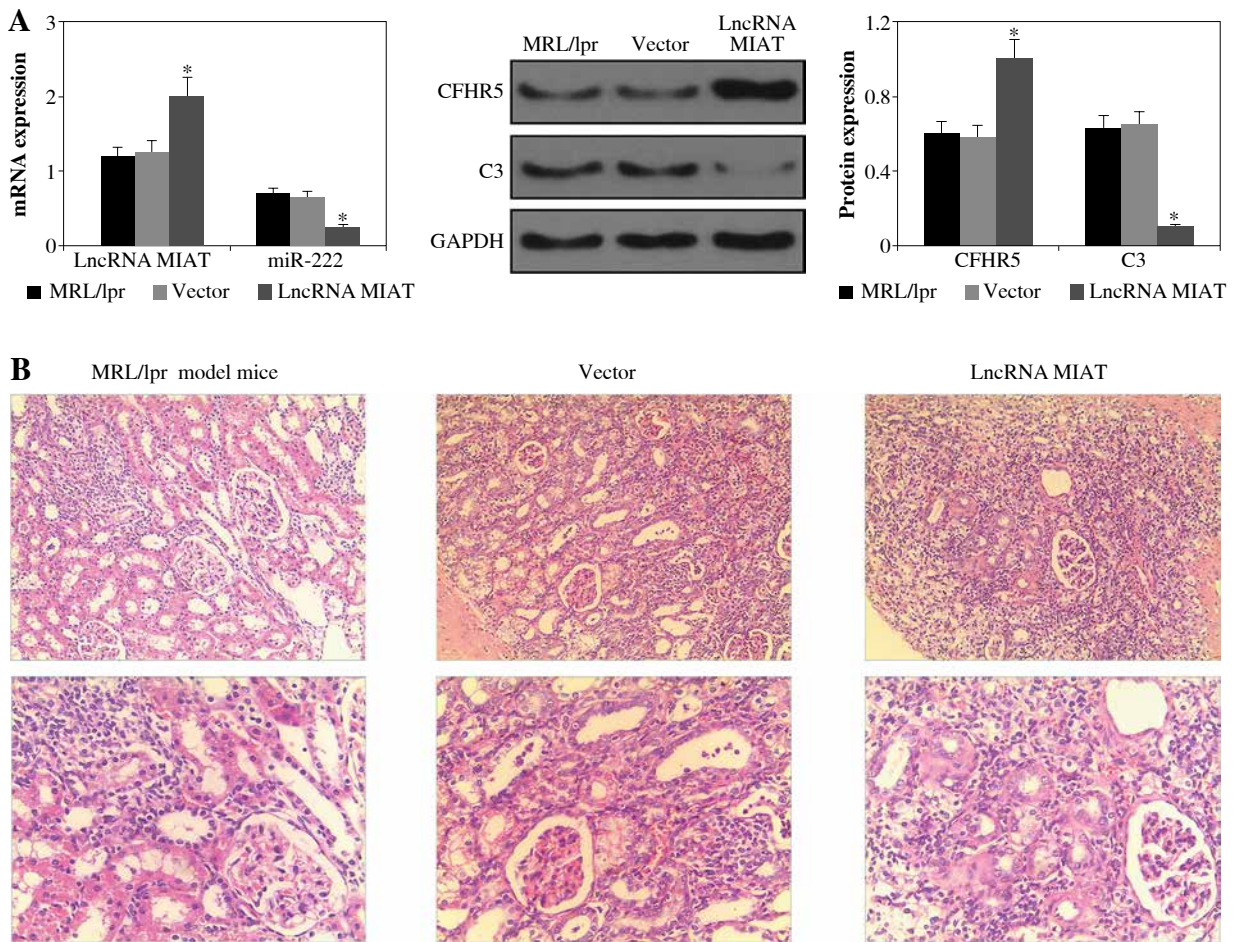 A
3
2
1
0
mRNA expression
*
*
LncRNA MIAT
miR-222
MRL/lpr
Vector
LncRNA MIAT
MRL/lpr
Vector
LncRNA
MIAT
CFHR5
C3
GAPDH
1.2
0.8
0.4
0
Protein expression
*
*
CFHR5
C3
MRL/lpr
Vector
LncRNA MIAT
B
MRL/lpr model mice
Vector
LncRNA MIAT